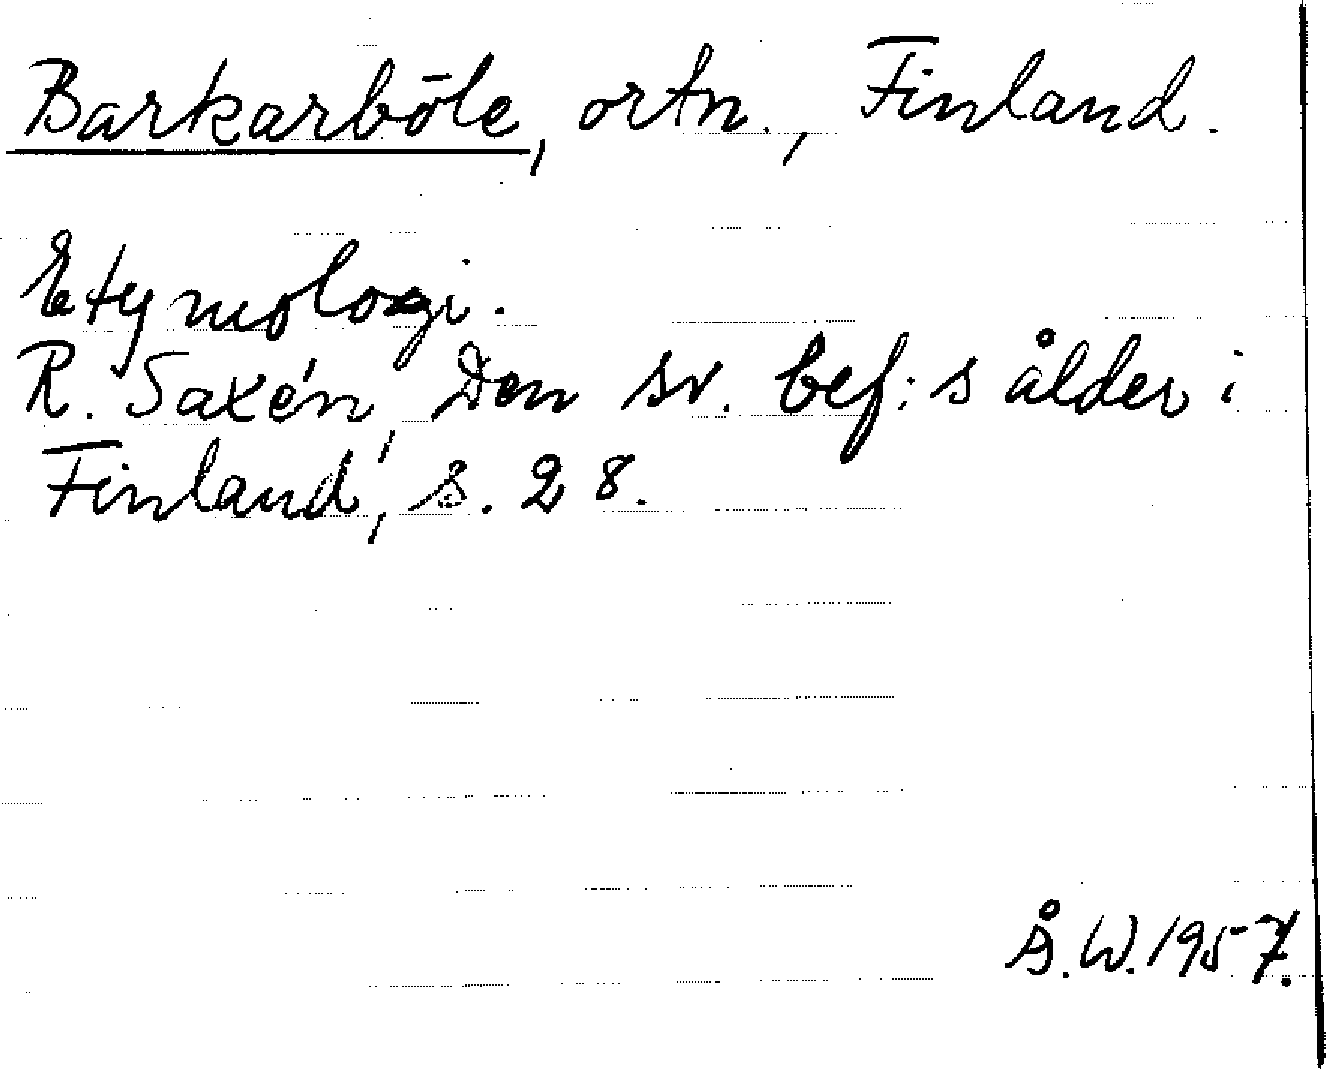 Barkarböle, ortn., Finland.
Etymologi.
R. Saxén, Den sv. bef:s ålder i
Finland, s. 28.
Å.W. 1957.